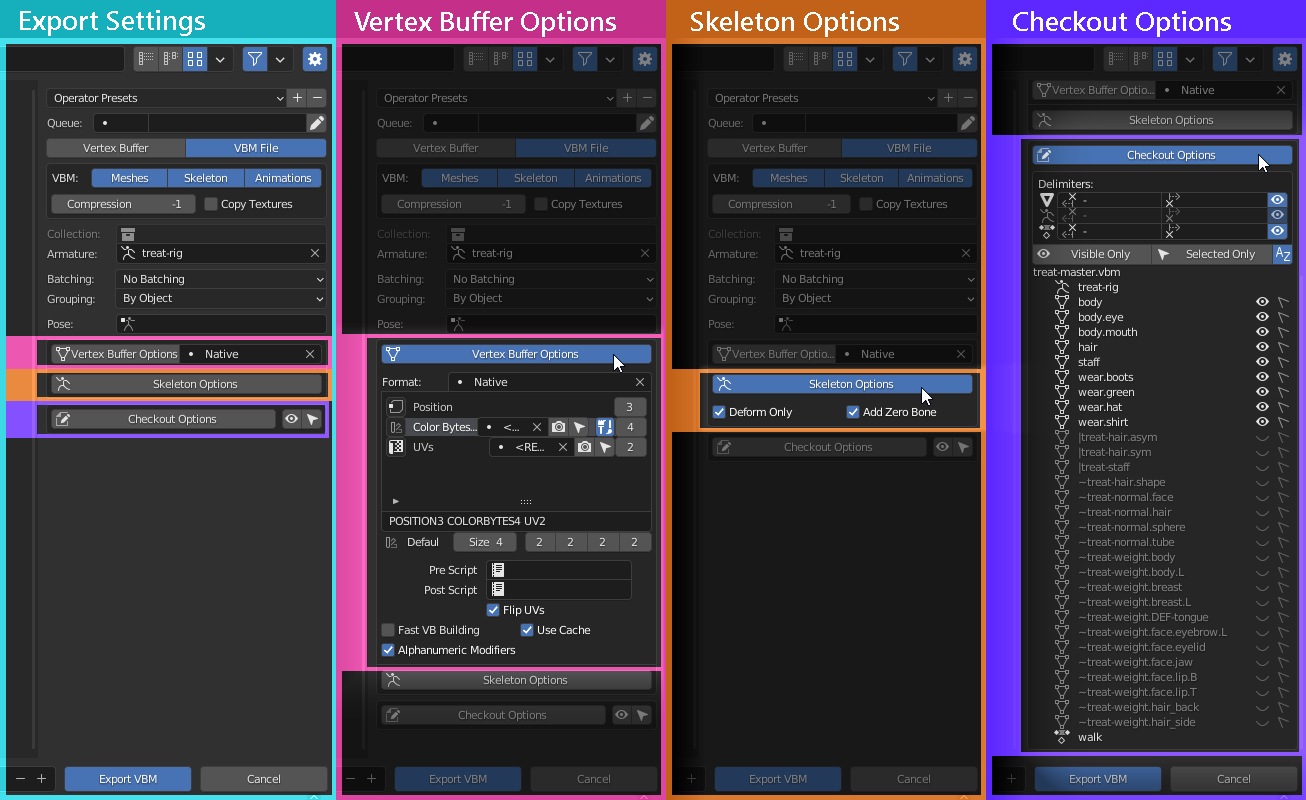 Export Settings
Operator Presets
Queue:
Vertex Buffer VBM File
VBM: Meshes Skeleton Animations
Compression -1 Copy Textures
Collection:
Armature: treat-rig
Batching: No Batching
Grouping: By Object
Pose:
Vertex Buffer Options Native
Skeleton Options
Checkout Options
Export VBM Cancel
Vertex Buffer Options
Operator Presets
Queue:
Vertex Buffer VBM File
VBM: Meshes Skeleton Animations
Compression -1 Copy Textures
Collection:
Armature: treat-rig
Batching: No Batching
Grouping: By Object
Pose:
Vertex Buffer Options
Format: Native
Position 3
Color Bytes... <... 4
UVs <RE... 2
POSITION3 COLORBYTES4 UV2
Defaul Size 4 2 2 2 2
Pre Script
Post Script
Flip UVs
Fast VB Building Use Cache
Alphanumeric Modifiers
Skeleton Options
Checkout Options
Export VBM Cancel
Skeleton Options
Operator Presets
Queue:
Vertex Buffer VBM File
VBM: Meshes Skeleton Animations
Compression -1 Copy Textures
Collection:
Armature: treat-rig
Batching: No Batching
Grouping: By Object
Pose:
Vertex Buffer Optio... Native
Skeleton Options
Deform Only Add Zero Bone
Checkout Options
Export VBM Cancel
Checkout Options
Vertex Buffer Optio... Native
Skeleton Options
Checkout Options
Delimiters:
-
-
-
Visible Only Selected Only AZ
treat-master.vbm
treat-rig
body
body.eye
body.mouth
hair
staff
wear.boots
wear.green
wear.hat
wear.shirt
|treat-hair.asym
|treat-hair.sym
|treat-staff
~treat-hair.shape
~treat-normal.face
~treat-normal.hair
~treat-normal.sphere
~treat-normal.tube
~treat-weight.body
~treat-weight.body.L
~treat-weight.breast
~treat-weight.breast.L
~treat-weight.DEF-tongue
~treat-weight.face.eyebrow.L
~treat-weight.face.eyelid
~treat-weight.face.jaw
~treat-weight.face.lip.B
~treat-weight.face.lip.T
~treat-weight.hair_back
~treat-weight.hair_side
walk
Export VBM Cancel